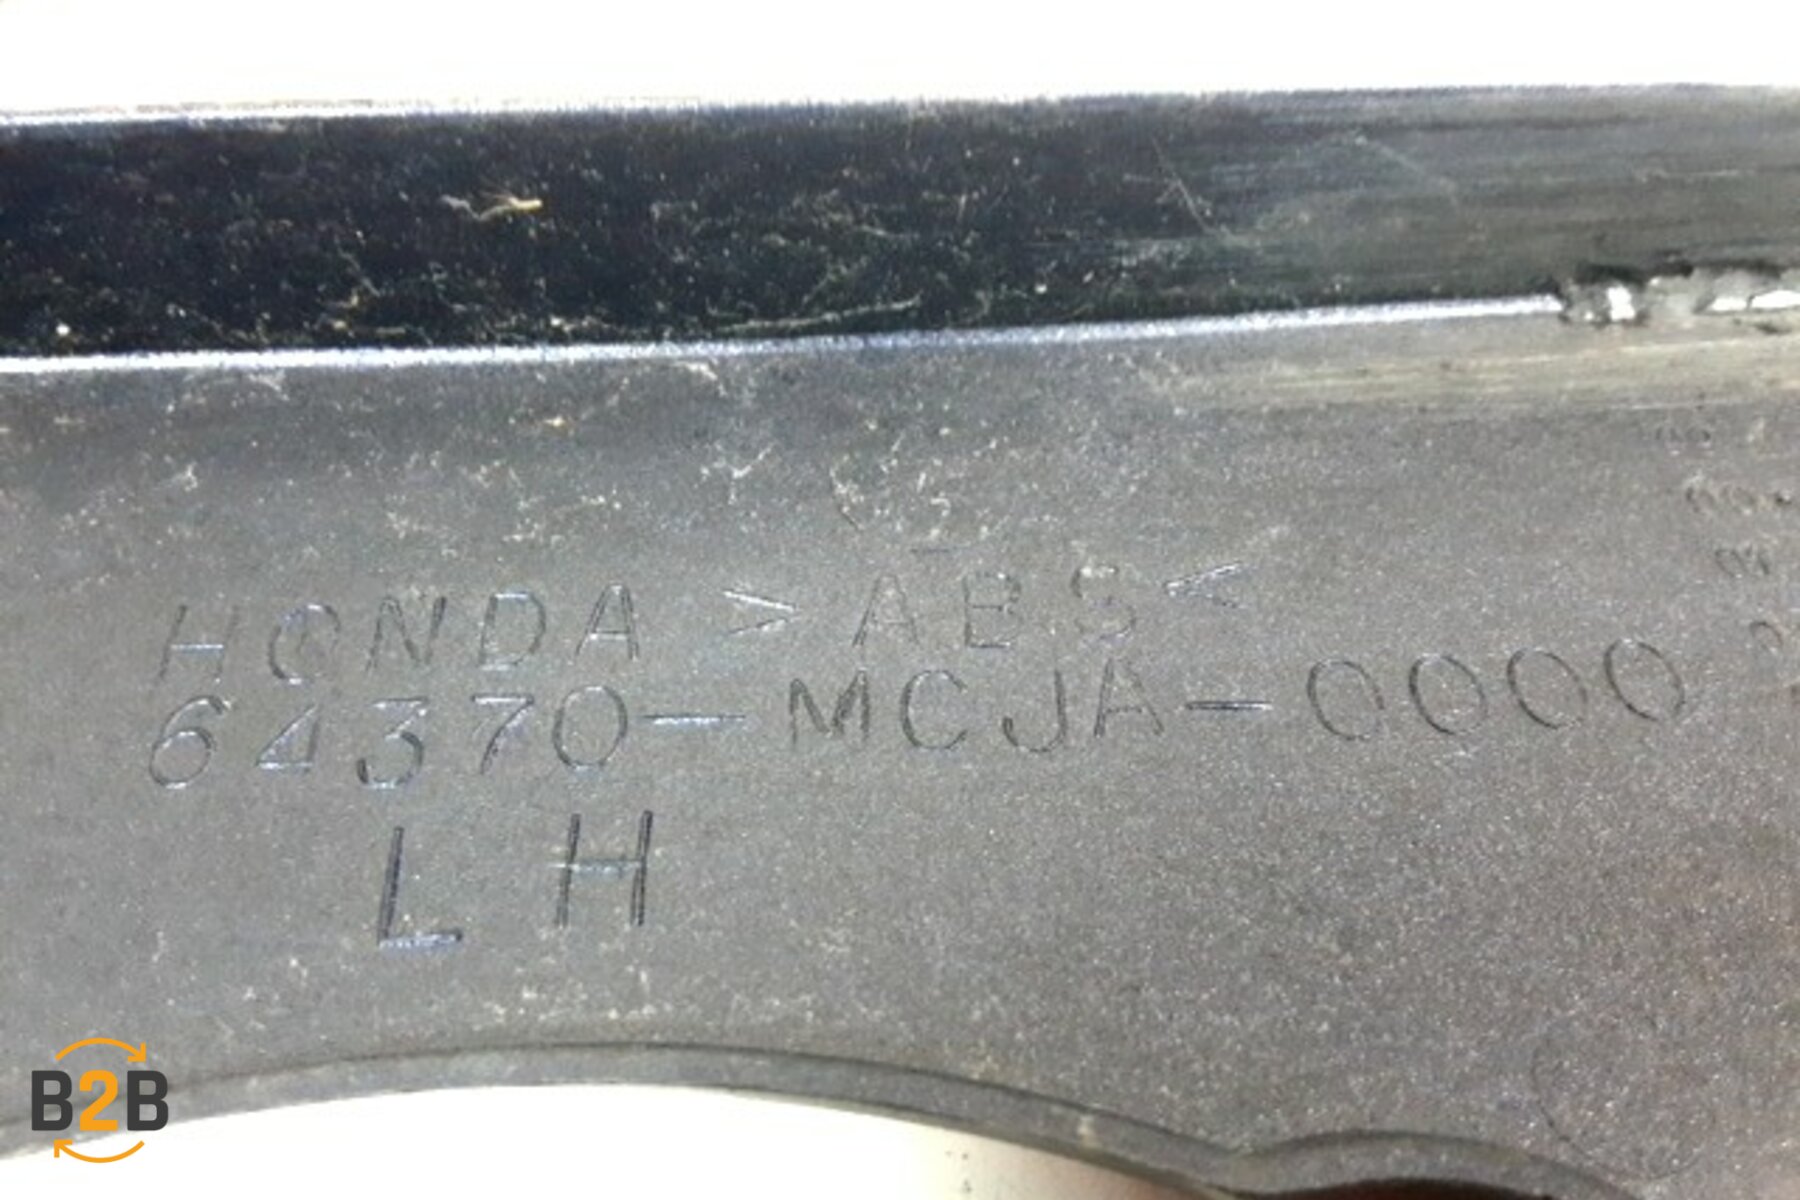 HONDA >ABS<
64370-MCJA-0000
LH
B2B